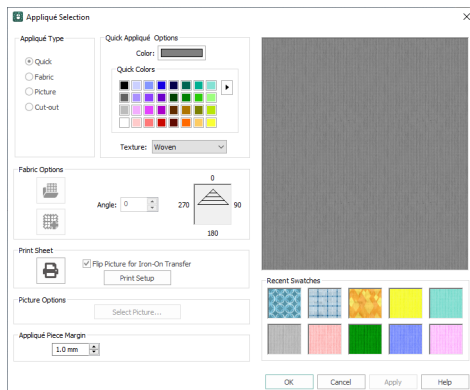 Appliqué Selection
Appliqué Type
Quick
Fabric
Picture
Cut-out
Quick Appliqué Options
Color:
Quick Colors
Texture: Woven
Fabric Options
Angle: 0
0
270
90
180
Print Sheet
Flip Picture for Iron-On Transfer
Print Setup
Picture Options
Select Picture...
Appliqué Piece Margin
1.0 mm
Recent Swatches
OK Cancel Apply Help